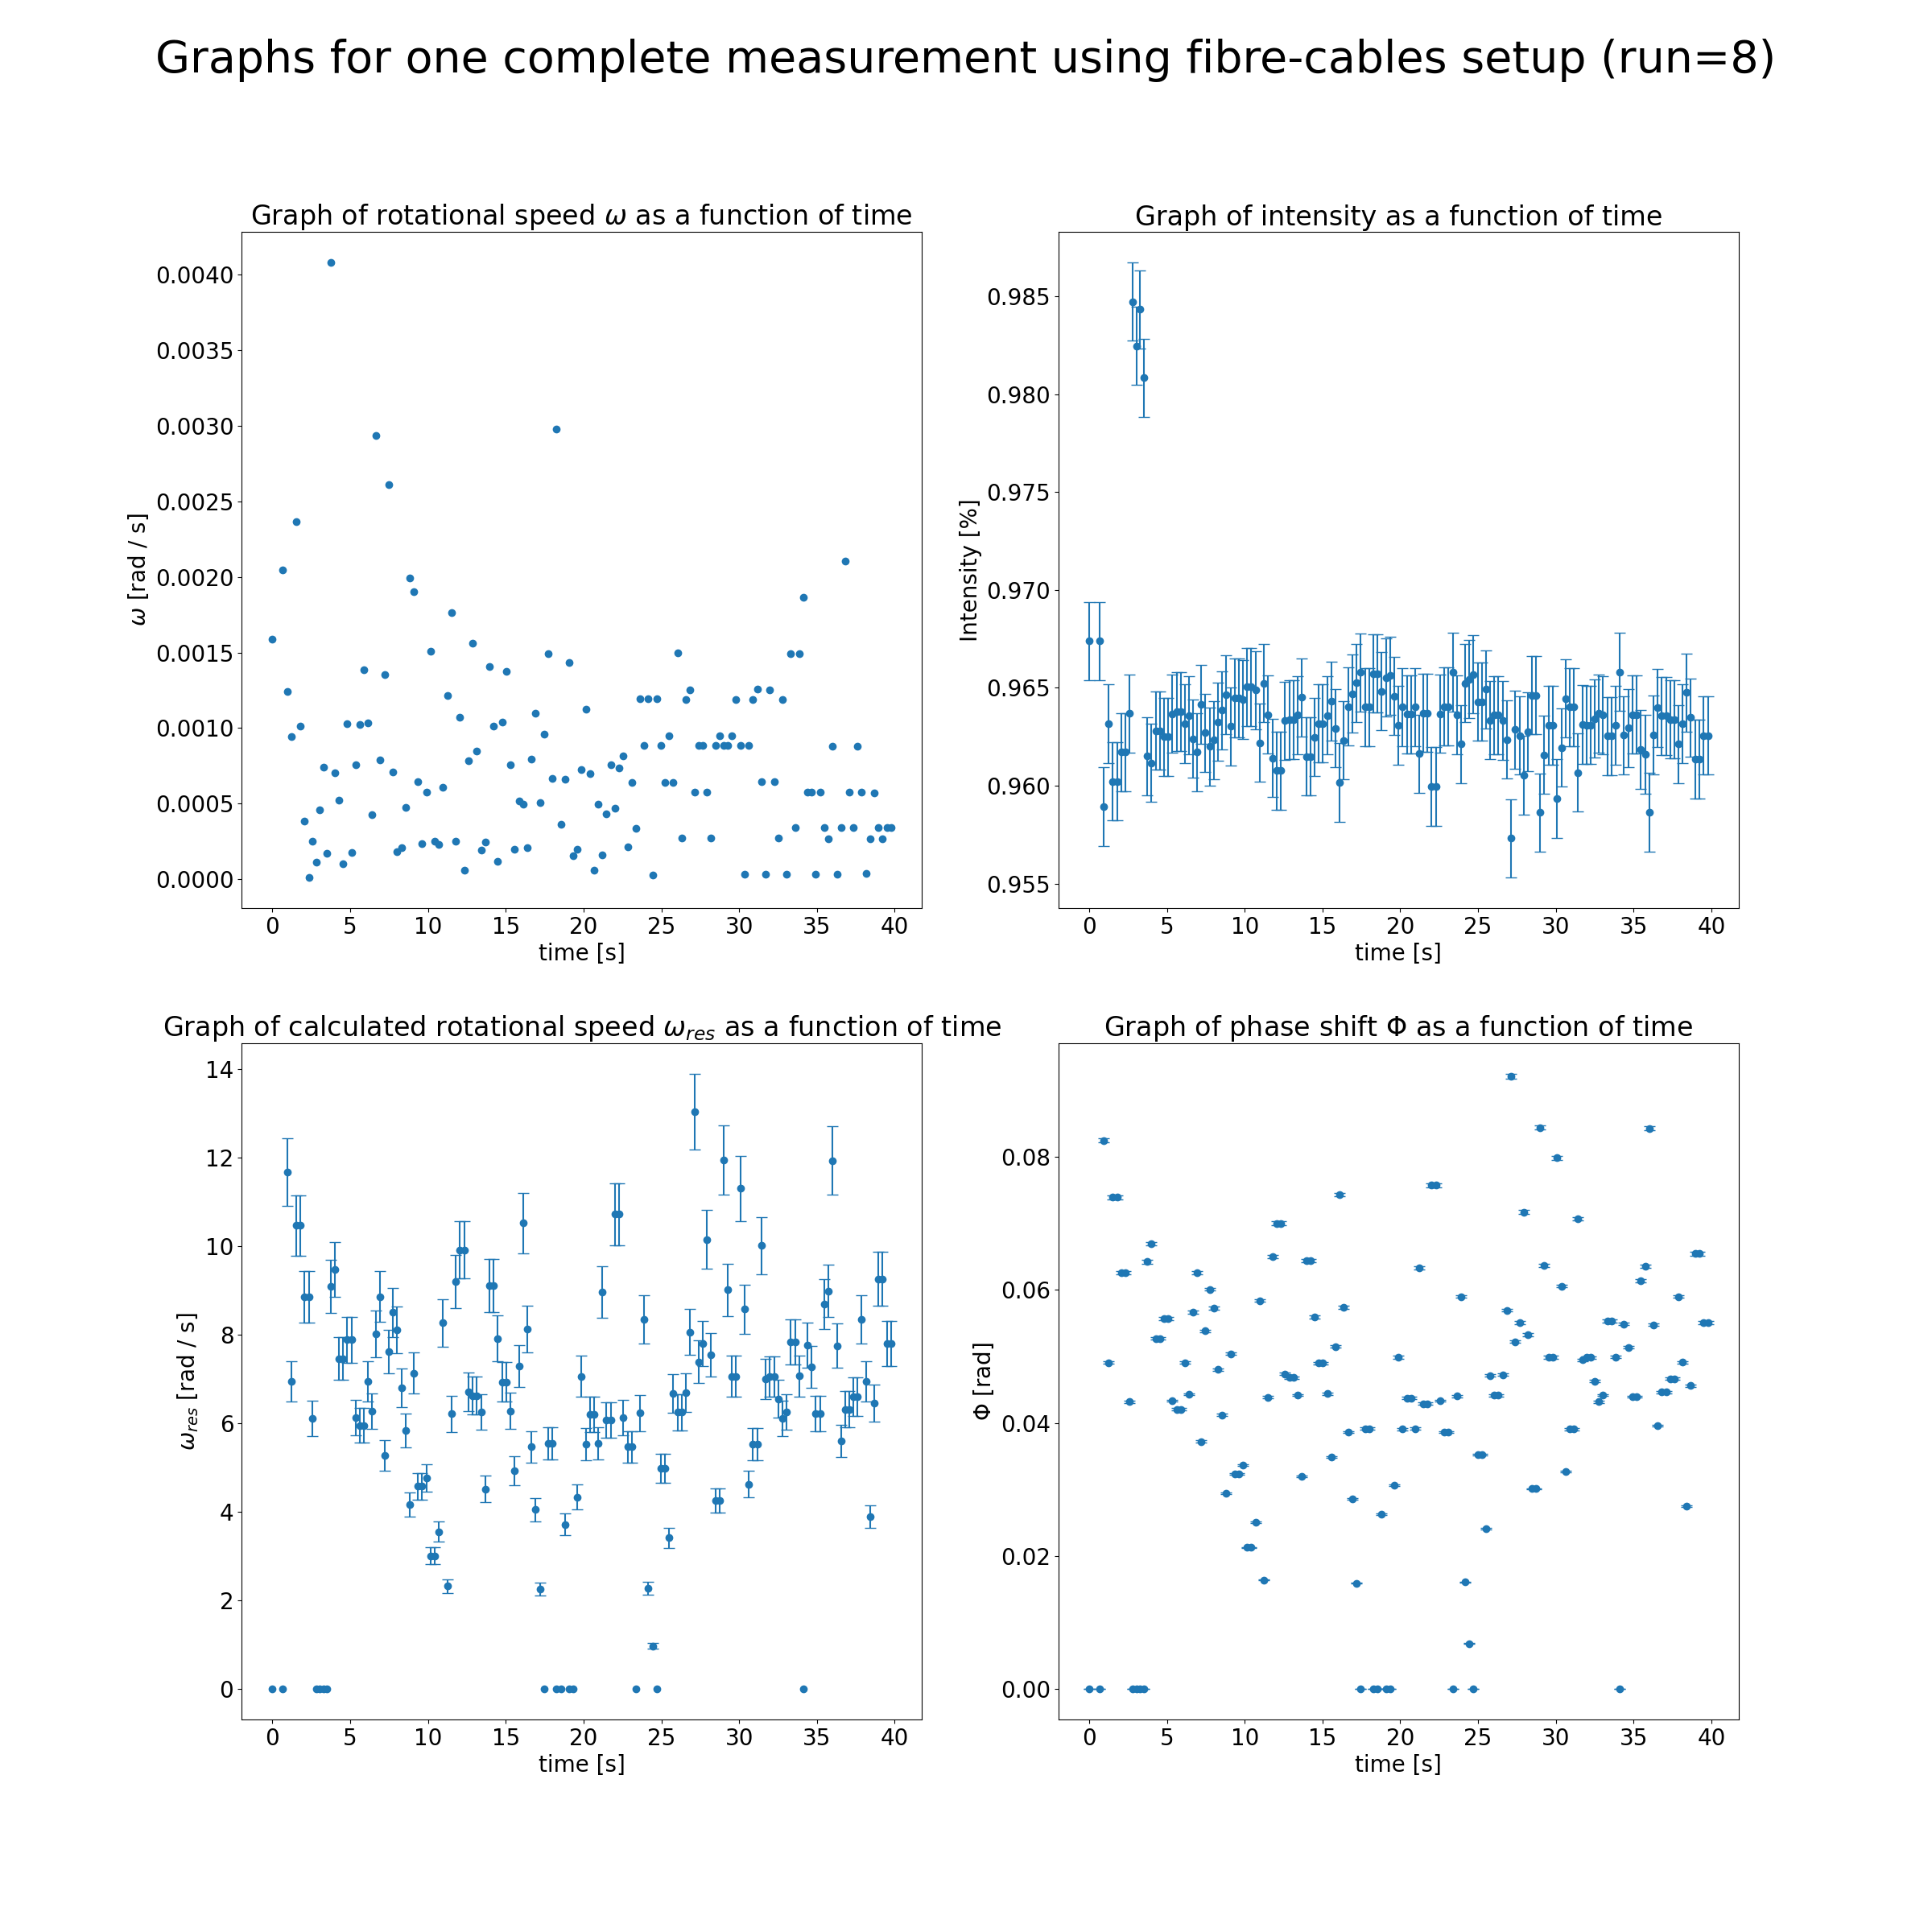 Graphs for one complete measurement using fibre-cables setup (run=8)
Graph of rotational speed ω as a function of time
0.0040
0.0035
0.0030
0.0025
0.0020
0.0015
0.0010
0.0005
0.0000
ω [rad / s]
0 5 10 15 20 25 30 35 40
time [s]
Graph of intensity as a function of time
0.985
0.980
0.975
0.970
0.965
0.960
0.955
Intensity [%]
0 5 10 15 20 25 30 35 40
time [s]
Graph of calculated rotational speed ω_res as a function of time
14
12
10
8
6
4
2
0
ω_res [rad / s]
0 5 10 15 20 25 30 35 40
time [s]
Graph of phase shift Φ as a function of time
0.08
0.06
0.04
0.02
0.00
Φ [rad]
0 5 10 15 20 25 30 35 40
time [s]